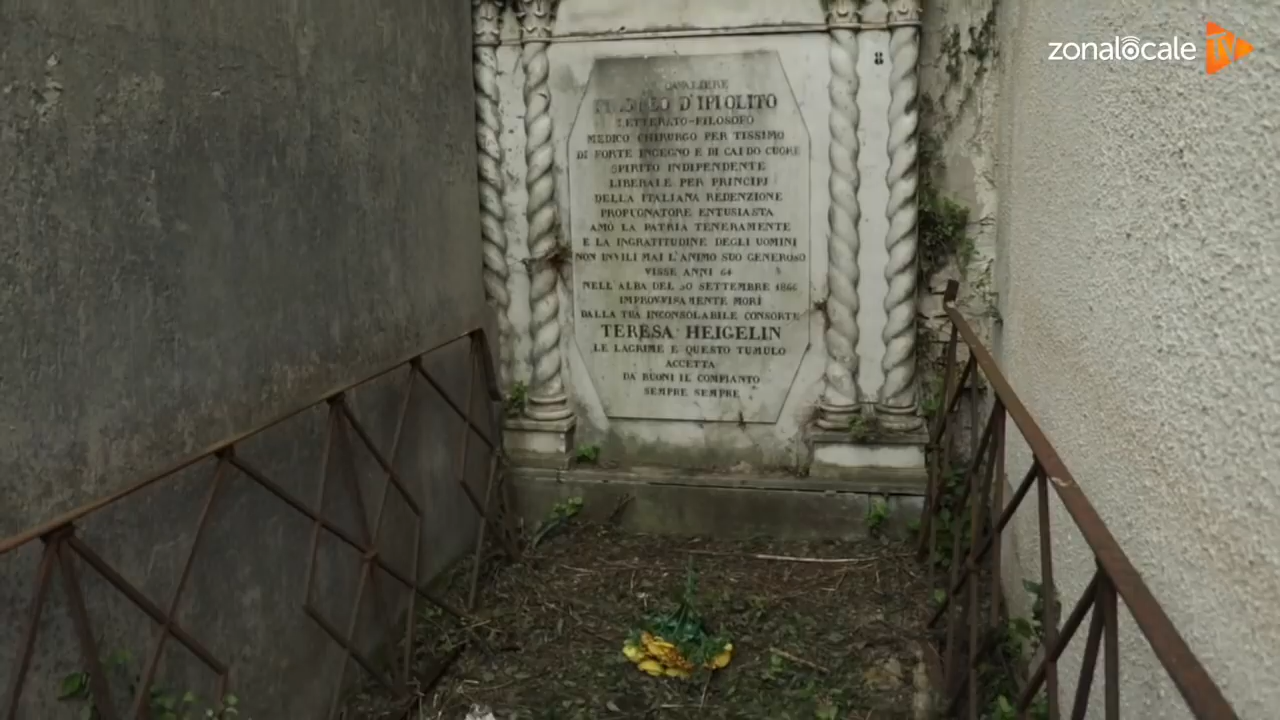 zonalocale
8
CAVALIERE
D'IPPOLITO
LETTERATO-FILOSOFO
MEDICO CHIRURGO PER TISSIMO
DI FORTE INGEGNO E DI CALDO CUORE
SPIRITO INDIPENDENTE
LIBERALE PER PRINCIPJ
DELLA ITALIANA REDENZIONE
PROPUGNATORE ENTUSIASTA
AMÒ LA PATRIA TENERAMENTE
E LA INGRATITUDINE DEGLI UOMINI
NON INVILÌ MAI L'ANIMO SUO GENEROSO
VISSE ANNI 64
NELL'ALBA DEL 30 SETTEMBRE 1866
IMPROVVISAMENTE MORÌ
DALLA TUA INCONSOLABILE CONSORTE
TERESA HEIGELIN
LE LAGRIME E QUESTO TUMULO
ACCETTA
DA BUONI IL COMPIANTO
SEMPRE SEMPRE